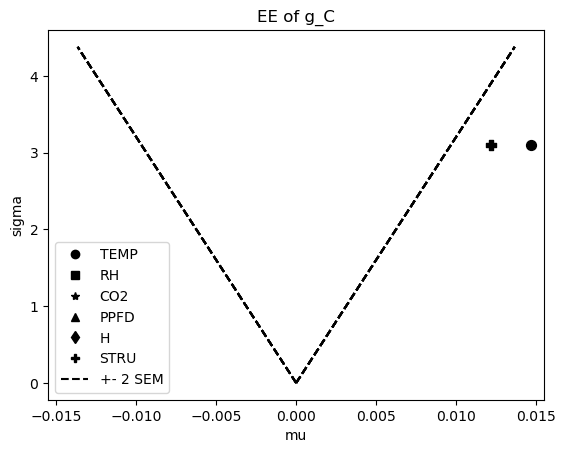 EE of g_C
4
3
2
1
0
sigma
TEMP
RH
CO2
PPFD
H
STRU
+- 2 SEM
−0.015
−0.010
−0.005
0.000
0.005
0.010
0.015
mu